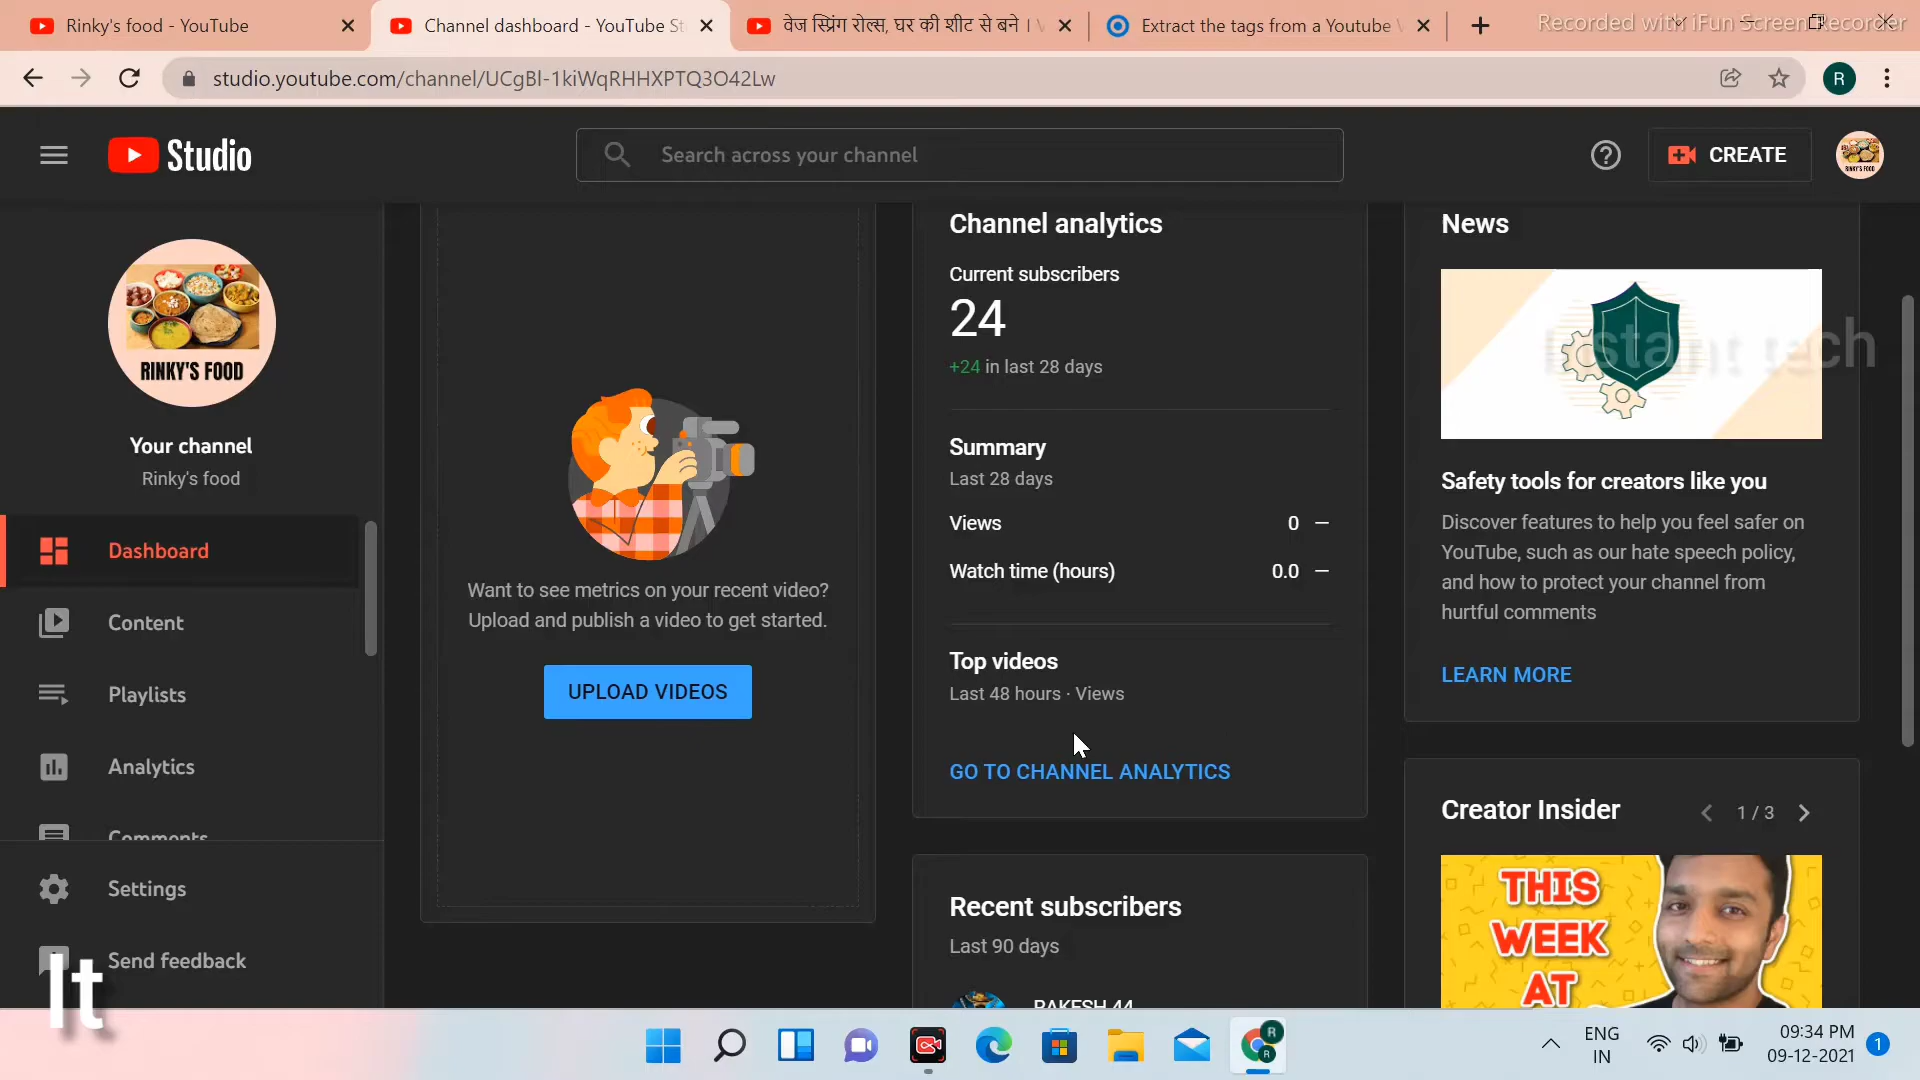 Rinky's food - YouTube
Channel dashboard - YouTube St
वेज स्प्रिंग रोल्स, घर की शीट से बने । V
Extract the tags from a Youtube V
Recorded with iFun Screen Recorder
studio.youtube.com/channel/UCgBl-1kiWqRHHXPTQ3O42Lw
R
Studio
Search across your channel
CREATE
RINKY'S FOOD
RINKY'S FOOD
Your channel
Rinky's food
Dashboard
Content
Playlists
Analytics
Comments
Settings
Send feedback
It
Want to see metrics on your recent video?
Upload and publish a video to get started.
UPLOAD VIDEOS
Channel analytics
Current subscribers
24
+24 in last 28 days
Summary
Last 28 days
Views 0 —
Watch time (hours) 0.0 —
Top videos
Last 48 hours · Views
GO TO CHANNEL ANALYTICS
Recent subscribers
Last 90 days
RAKESH 44
News
Instant tech
Safety tools for creators like you
Discover features to help you feel safer on
YouTube, such as our hate speech policy,
and how to protect your channel from
hurtful comments
LEARN MORE
Creator Insider
1 / 3
THIS
WEEK
AT
R
R
ENG
IN
09:34 PM
09-12-2021
1